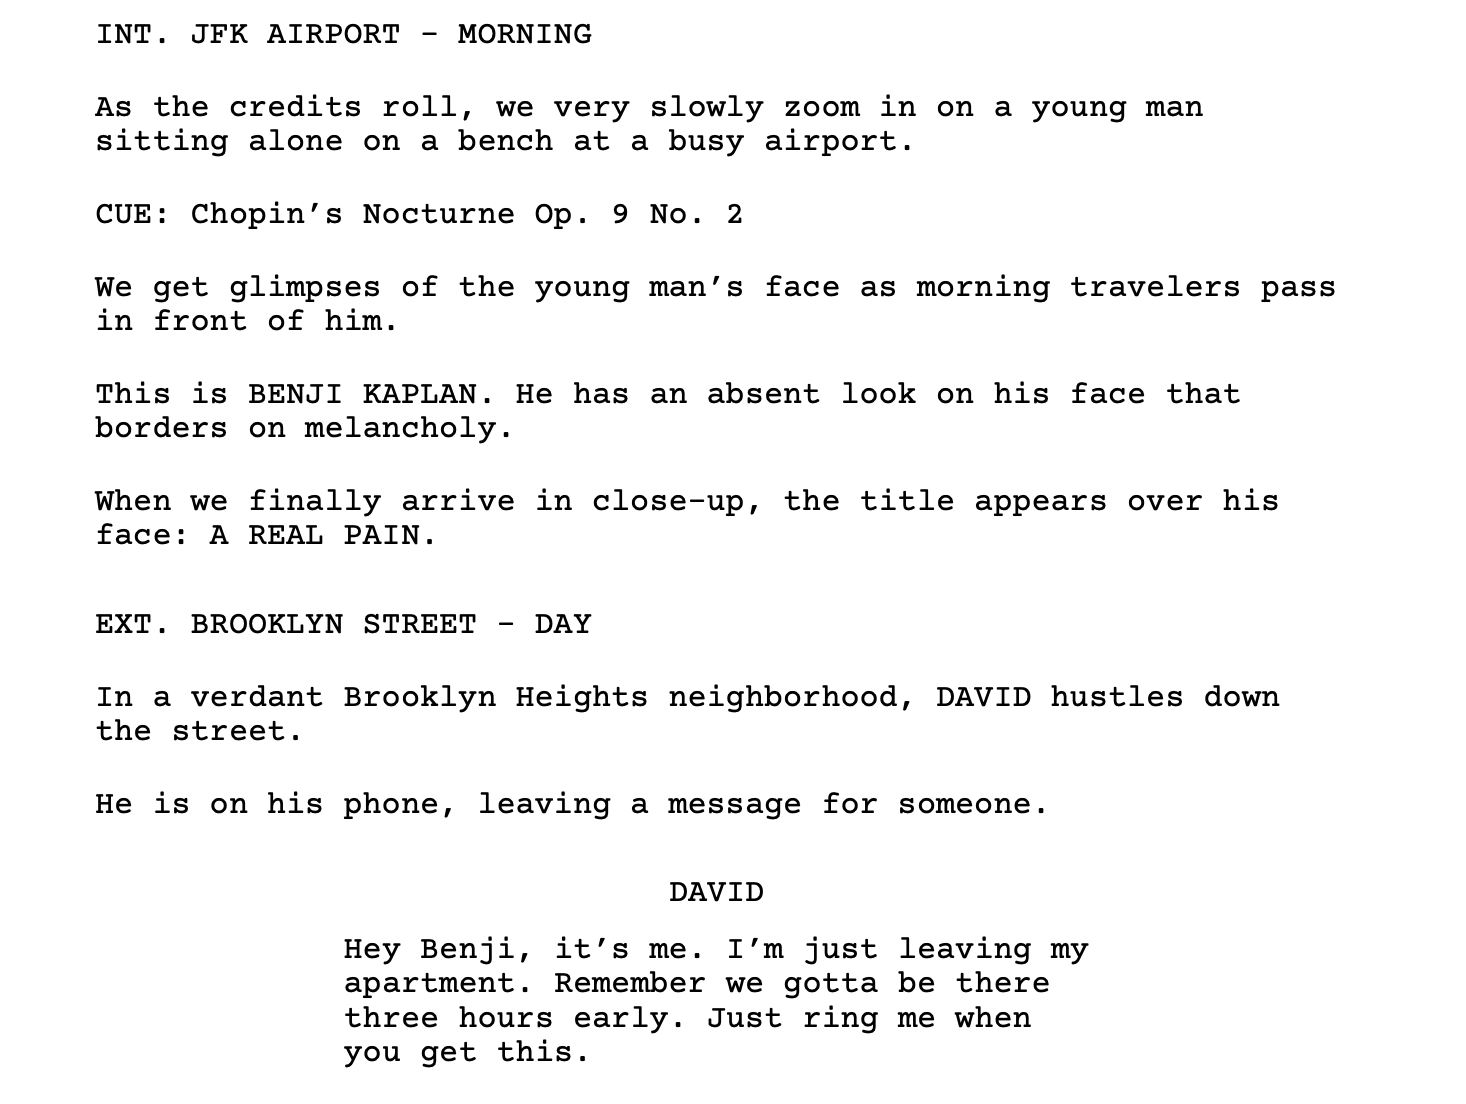 INT. JFK AIRPORT – MORNING
As the credits roll, we very slowly zoom in on a young man
sitting alone on a bench at a busy airport.
CUE: Chopin’s Nocturne Op. 9 No. 2
We get glimpses of the young man’s face as morning travelers pass
in front of him.
This is BENJI KAPLAN. He has an absent look on his face that
borders on melancholy.
When we finally arrive in close-up, the title appears over his
face: A REAL PAIN.
EXT. BROOKLYN STREET – DAY
In a verdant Brooklyn Heights neighborhood, DAVID hustles down
the street.
He is on his phone, leaving a message for someone.
DAVID
Hey Benji, it’s me. I’m just leaving my
apartment. Remember we gotta be there
three hours early. Just ring me when
you get this.